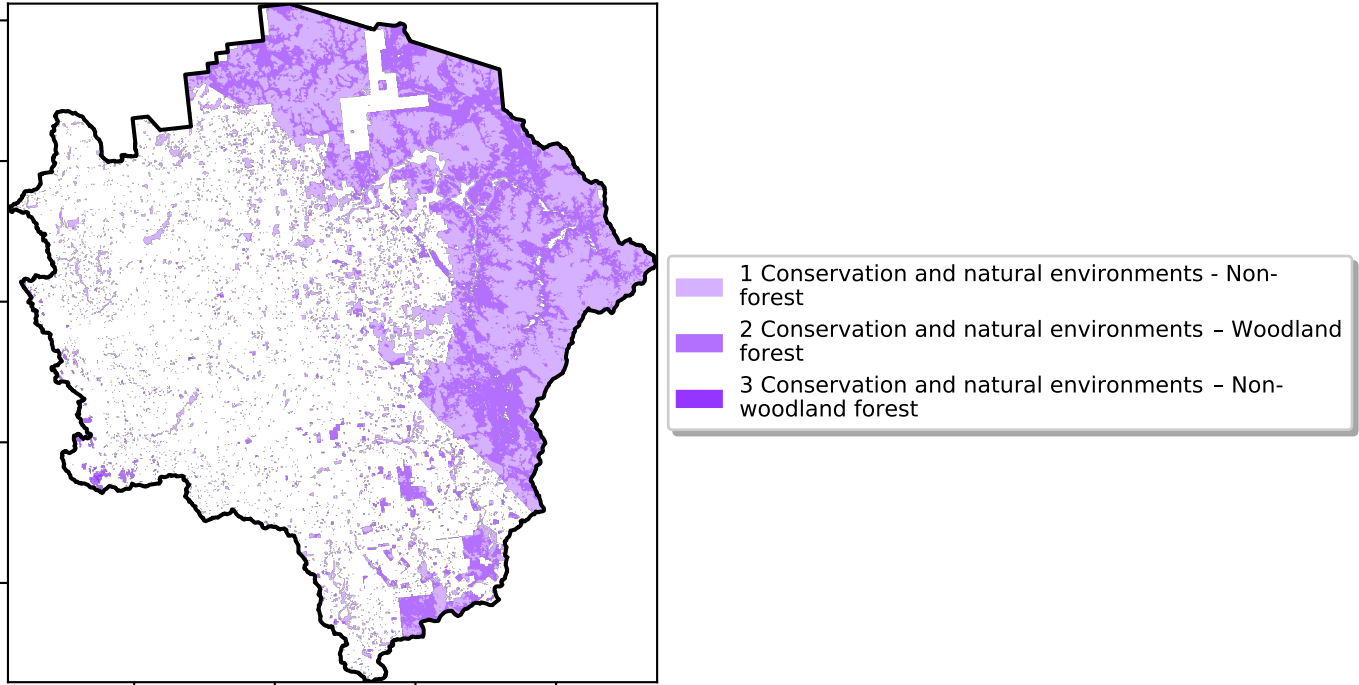 1 Conservation and natural environments - Non-
forest
2 Conservation and natural environments – Woodland
forest
3 Conservation and natural environments – Non-
woodland forest